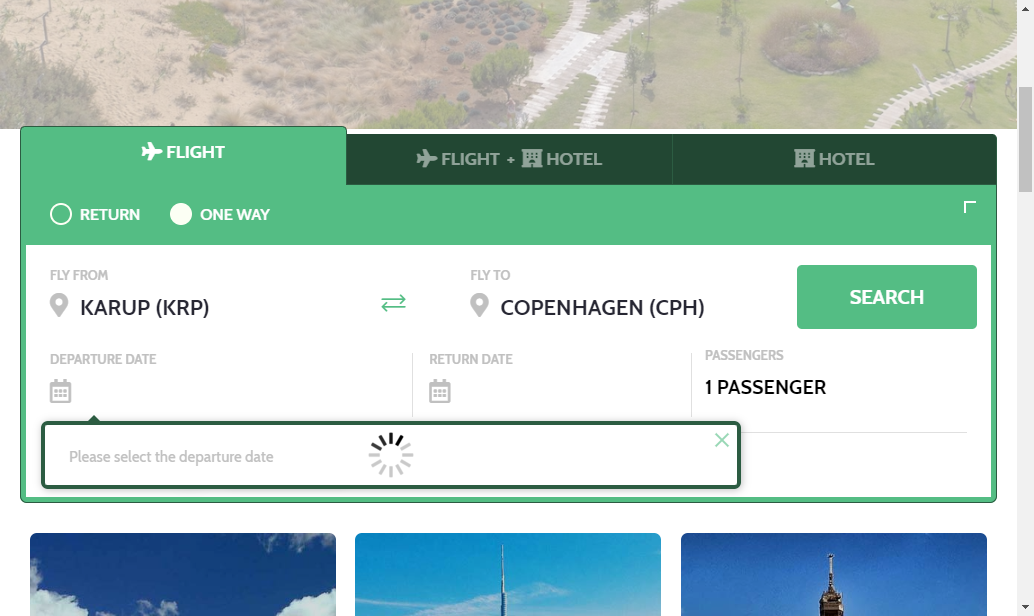 FLIGHT
FLIGHT + HOTEL
HOTEL
RETURN
ONE WAY
FLY FROM
KARUP (KRP)
FLY TO
COPENHAGEN (CPH)
SEARCH
DEPARTURE DATE
RETURN DATE
PASSENGERS
1 PASSENGER
Please select the departure date